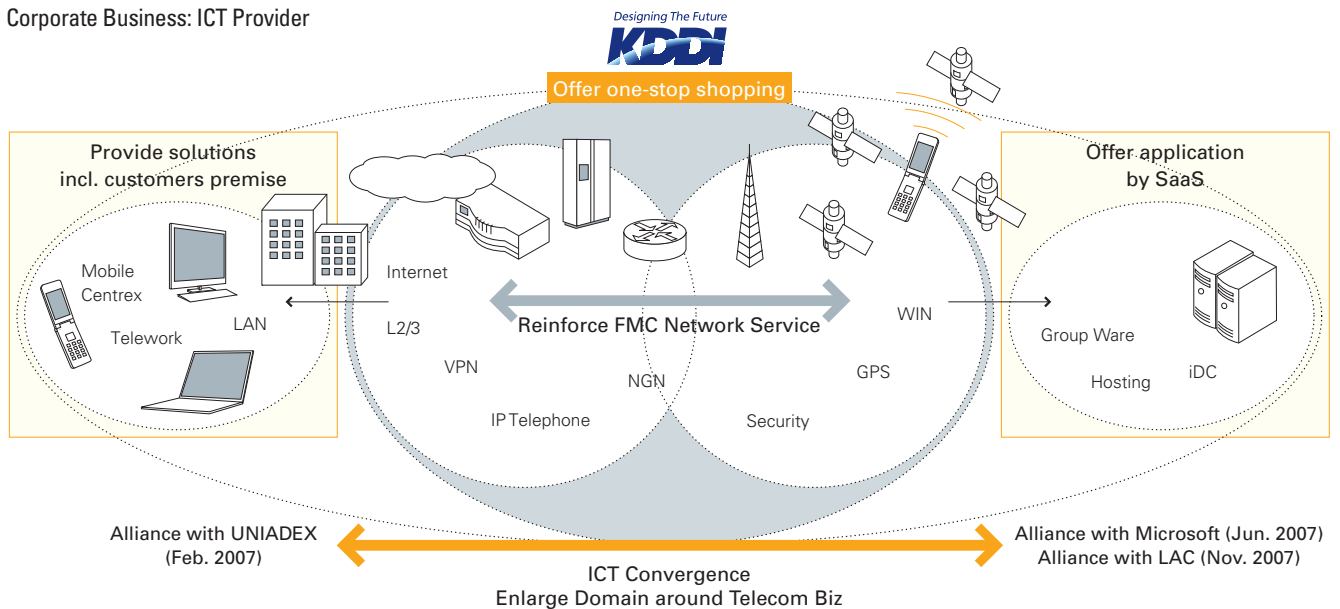 Corporate Business: ICT Provider
Designing The Future
KDDI
Offer one-stop shopping
Provide solutions
incl. customers premise
Offer application
by SaaS
Mobile
Centrex
Telework
LAN
Internet
L2/3
VPN
IP Telephone
NGN
Reinforce FMC Network Service
WIN
GPS
Security
Group Ware
Hosting
iDC
Alliance with UNIADEX
(Feb. 2007)
ICT Convergence
Enlarge Domain around Telecom Biz
Alliance with Microsoft (Jun. 2007)
Alliance with LAC (Nov. 2007)